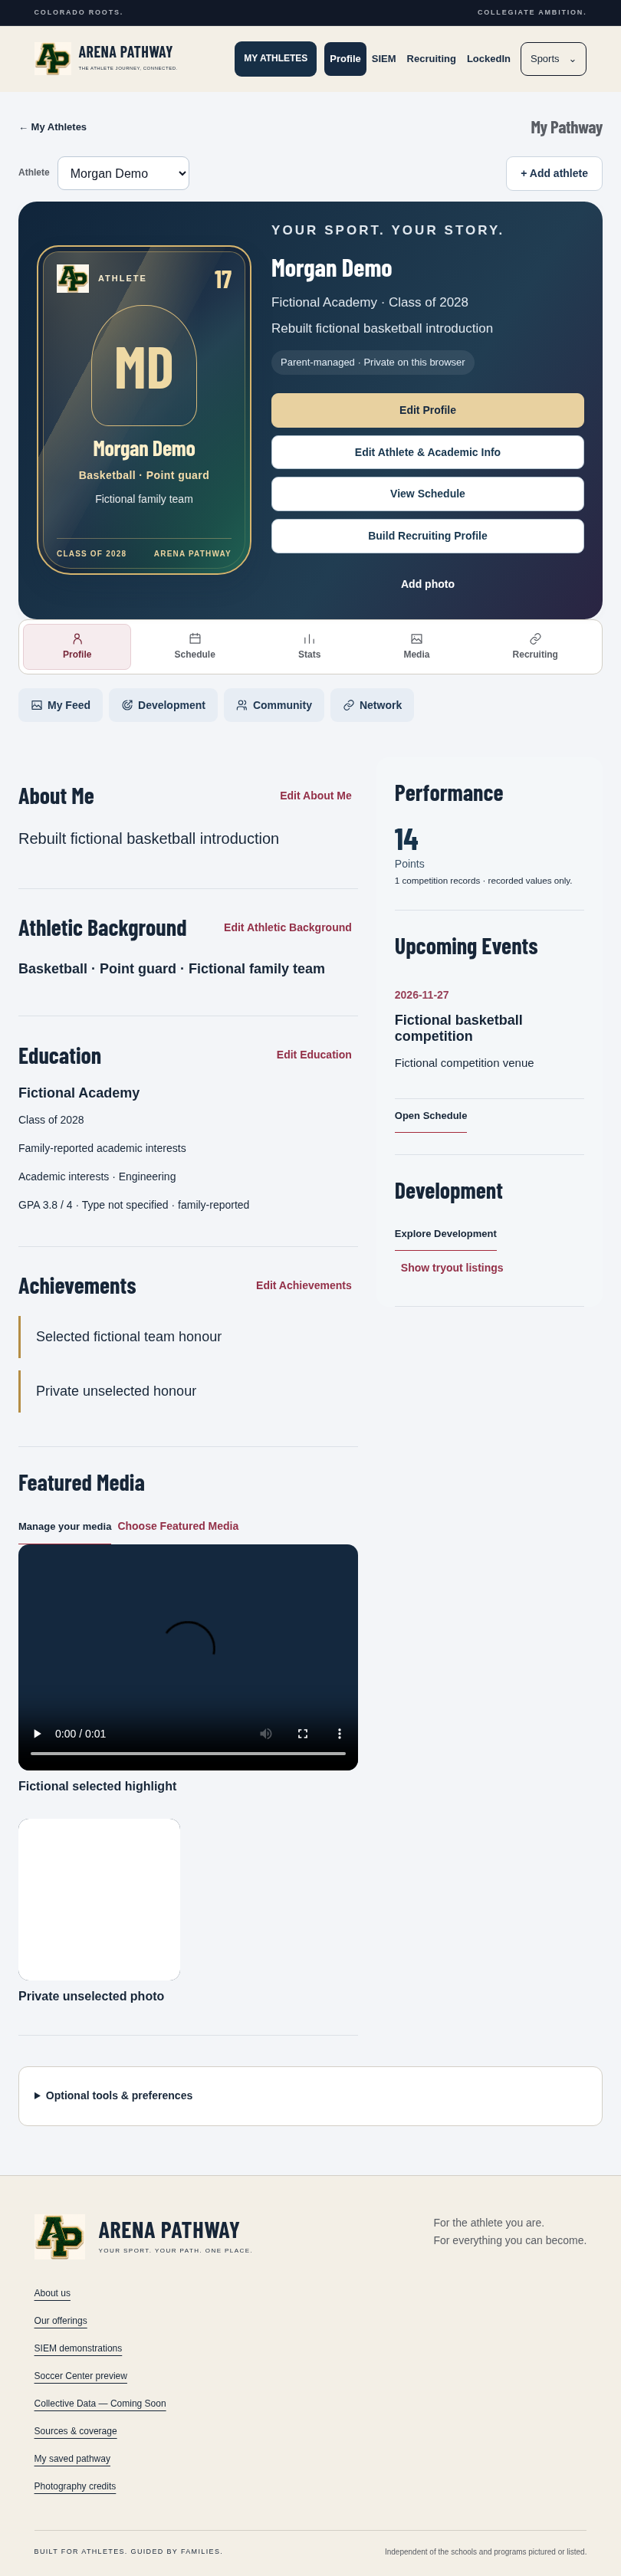 COLORADO ROOTS.
COLLEGIATE AMBITION.
AP
ARENA PATHWAY
THE ATHLETE JOURNEY, CONNECTED.
MY ATHLETES
Profile
SIEM
Recruiting
LockedIn
Sports
← My Athletes
My Pathway
Athlete
Morgan Demo
+ Add athlete
AP
ATHLETE
17
MD
Morgan Demo
Basketball · Point guard
Fictional family team
CLASS OF 2028
ARENA PATHWAY
YOUR SPORT. YOUR STORY.
Morgan Demo
Fictional Academy · Class of 2028
Rebuilt fictional basketball introduction
Parent-managed · Private on this browser
Edit Profile
Edit Athlete & Academic Info
View Schedule
Build Recruiting Profile
Add photo
Profile
Schedule
Stats
Media
Recruiting
My Feed
Development
Community
Network
About Me
Edit About Me
Rebuilt fictional basketball introduction
Athletic Background
Edit Athletic Background
Basketball · Point guard · Fictional family team
Education
Edit Education
Fictional Academy
Class of 2028
Family-reported academic interests
Academic interests · Engineering
GPA 3.8 / 4 · Type not specified · family-reported
Achievements
Edit Achievements
Selected fictional team honour
Private unselected honour
Featured Media
Manage your media
Choose Featured Media
0:00 / 0:01
Fictional selected highlight
Private unselected photo
Performance
14
Points
1 competition records · recorded values only.
Upcoming Events
2026-11-27
Fictional basketball
competition
Fictional competition venue
Open Schedule
Development
Explore Development
Show tryout listings
Optional tools & preferences
AP
ARENA PATHWAY
YOUR SPORT. YOUR PATH. ONE PLACE.
For the athlete you are.
For everything you can become.
About us
Our offerings
SIEM demonstrations
Soccer Center preview
Collective Data — Coming Soon
Sources & coverage
My saved pathway
Photography credits
BUILT FOR ATHLETES. GUIDED BY FAMILIES.
Independent of the schools and programs pictured or listed.